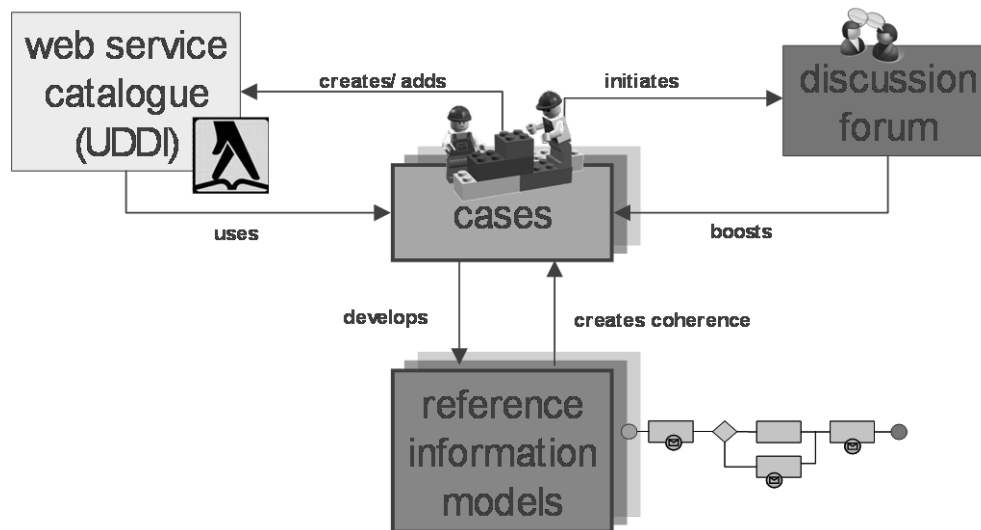 web service
catalogue
(UDDI)
creates/ adds
initiates
discussion
forum
cases
uses
boosts
develops
creates coherence
reference
information
models